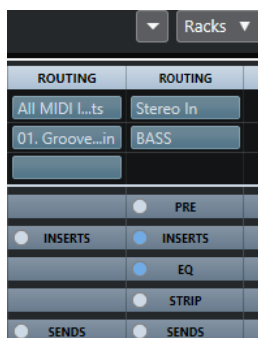 Racks
ROUTING ROUTING
All MIDI I...ts Stereo In
01. Groove...in BASS
PRE
INSERTS INSERTS
EQ
STRIP
SENDS SENDS